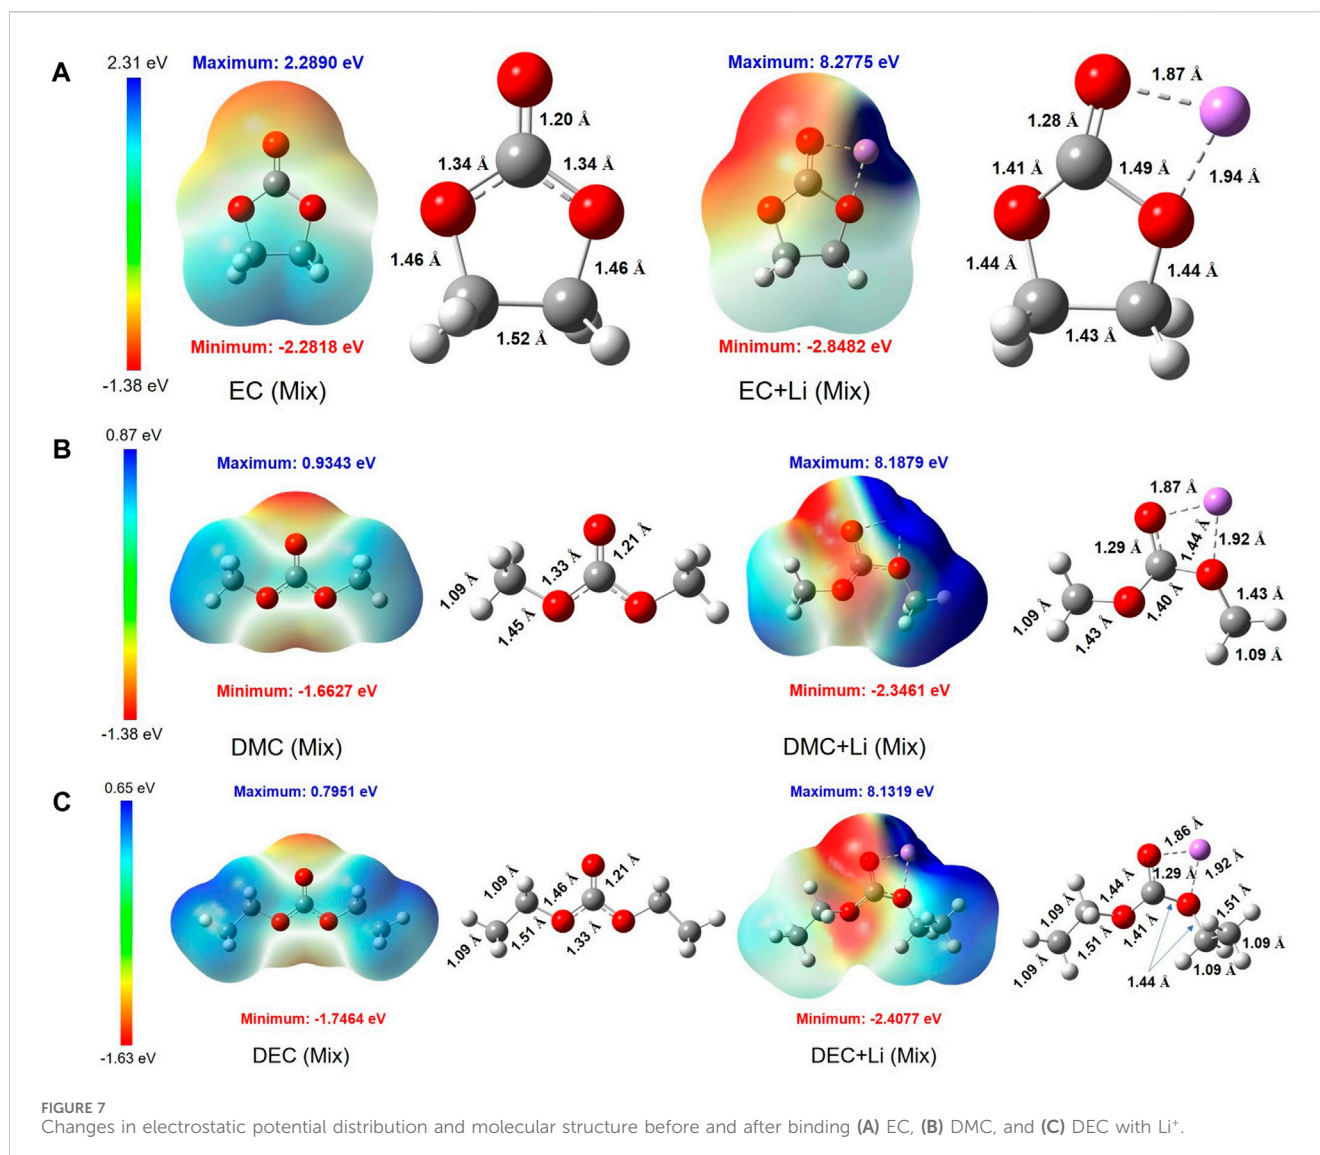 A
2.31 eV
-1.38 eV
Maximum: 2.2890 eV
Minimum: -2.2818 eV
EC (Mix)
1.20 Å
1.34 Å
1.34 Å
1.46 Å
1.46 Å
1.52 Å
Maximum: 8.2775 eV
Minimum: -2.8482 eV
EC+Li (Mix)
1.87 Å
1.28 Å
1.41 Å
1.49 Å
1.94 Å
1.44 Å
1.44 Å
1.43 Å
B
0.87 eV
-1.38 eV
Maximum: 0.9343 eV
Minimum: -1.6627 eV
DMC (Mix)
1.21 Å
1.33 Å
1.09 Å
1.45 Å
Maximum: 8.1879 eV
Minimum: -2.3461 eV
DMC+Li (Mix)
1.87 Å
1.29 Å
1.44 Å
1.92 Å
1.09 Å
1.43 Å
1.40 Å
1.43 Å
1.09 Å
C
0.65 eV
-1.63 eV
Maximum: 0.7951 eV
Minimum: -1.7464 eV
DEC (Mix)
1.09 Å
1.46 Å
1.21 Å
1.09 Å
1.51 Å
1.33 Å
Maximum: 8.1319 eV
Minimum: -2.4077 eV
DEC+Li (Mix)
1.86 Å
1.29 Å
1.92 Å
1.44 Å
1.09 Å
1.51 Å
1.09 Å
1.51 Å
1.41 Å
1.09 Å
1.09 Å
1.44 Å
FIGURE 7
Changes in electrostatic potential distribution and molecular structure before and after binding (A) EC, (B) DMC, and (C) DEC with Li⁺.